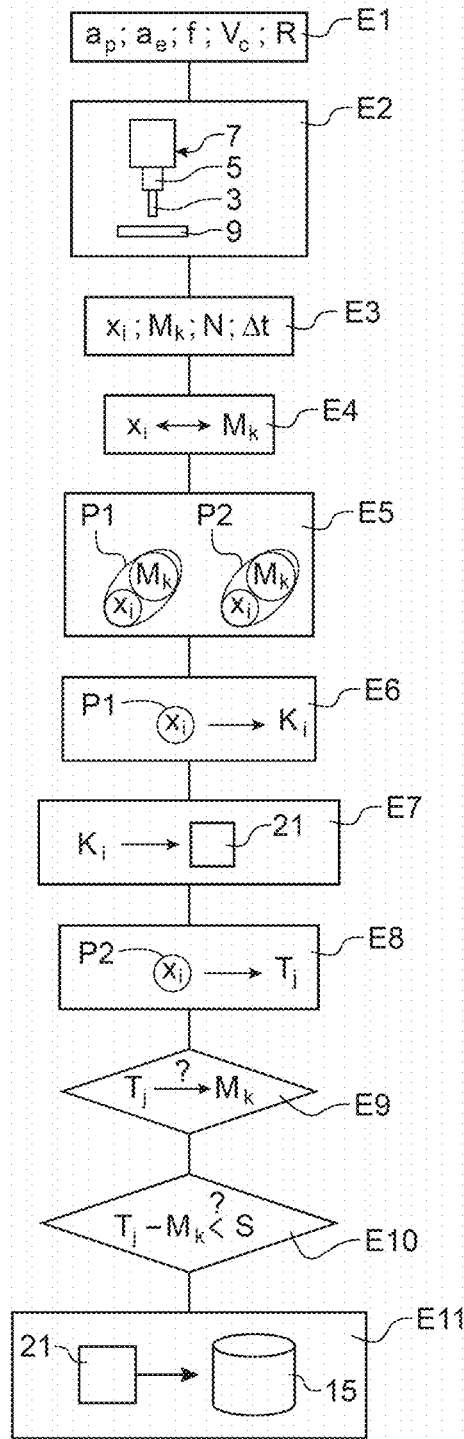 a_p ; a_e ; f ; V_c ; R E1
E2
7
5
3
9
x_i ; M_k ; N ; Δt E3
x_i ↔ M_k E4
E5
P1 P2
M_k M_k
x_i x_i
E6
P1 x_i → K_i
E7
K_i → 21
E8
P2 x_i → T_j
?
T_j → M_k E9
?
T_j – M_k < S E10
E11
21 → 15